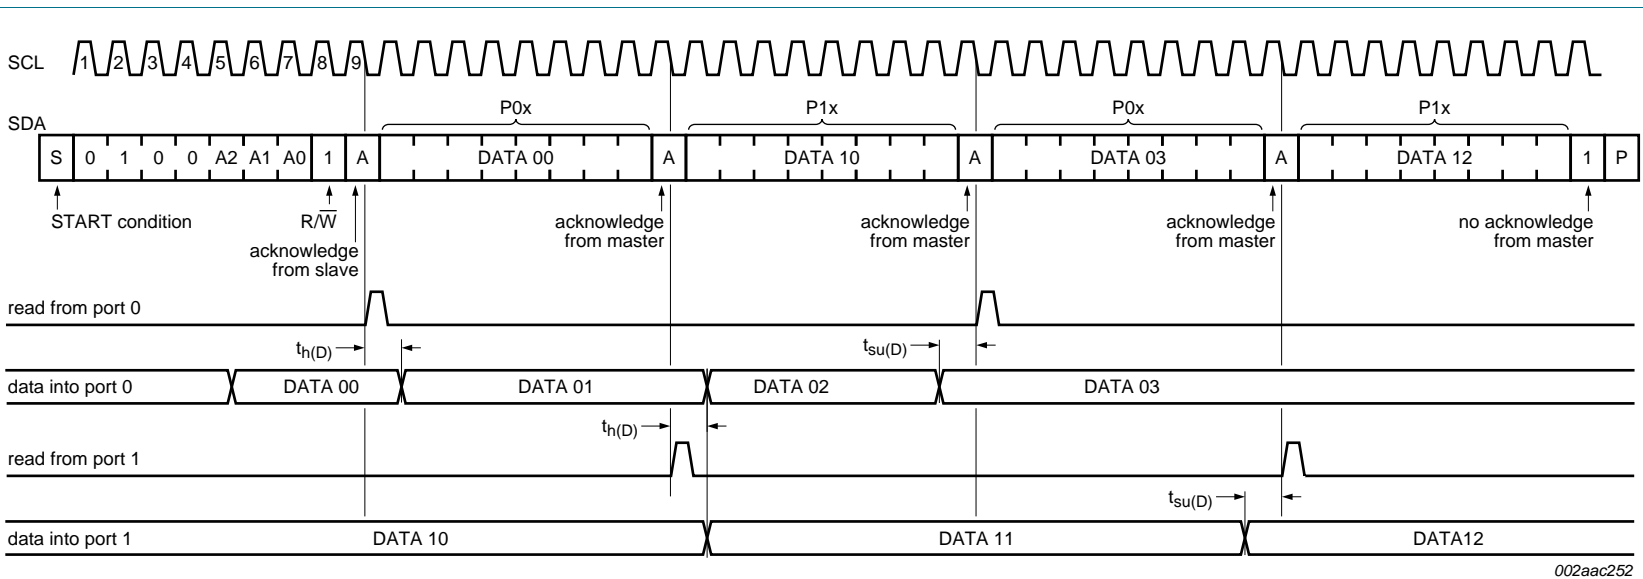 SCL 1 2 3 4 5 6 7 8 9
P0x P1x P0x P1x
SDA
S 0 1 0 0 A2 A1 A0 1 A DATA 00 A DATA 10 A DATA 03 A DATA 12 1 P
START condition R/W acknowledge from master acknowledge from master acknowledge from master no acknowledge from master
acknowledge from slave
read from port 0
th(D) tsu(D)
data into port 0 DATA 00 DATA 01 DATA 02 DATA 03
th(D)
read from port 1
tsu(D)
data into port 1 DATA 10 DATA 11 DATA12
002aac252